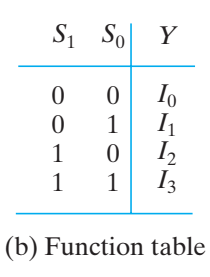 S₁ S₀ Y
0 0 I₀
0 1 I₁
1 0 I₂
1 1 I₃
(b) Function table